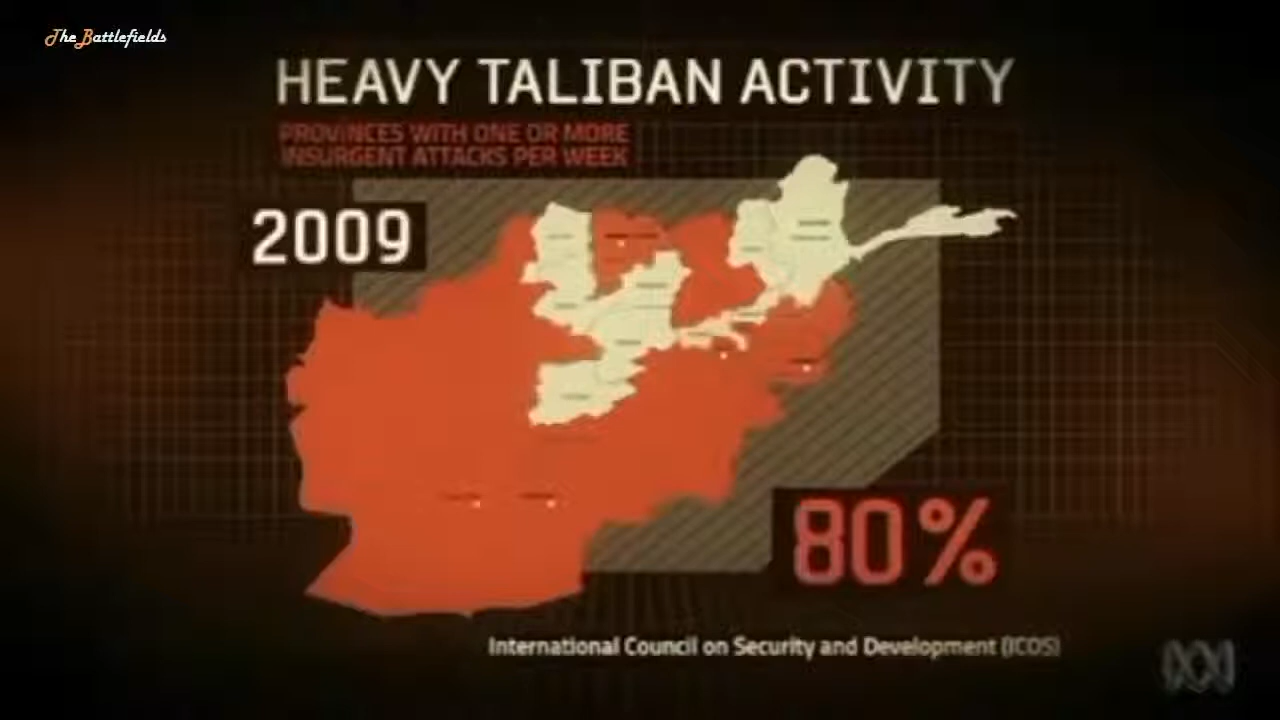 The Battlefields
HEAVY TALIBAN ACTIVITY
PROVINCES WITH ONE OR MORE
INSURGENT ATTACKS PER WEEK
2009
80%
International Council on Security and Development (ICOS)